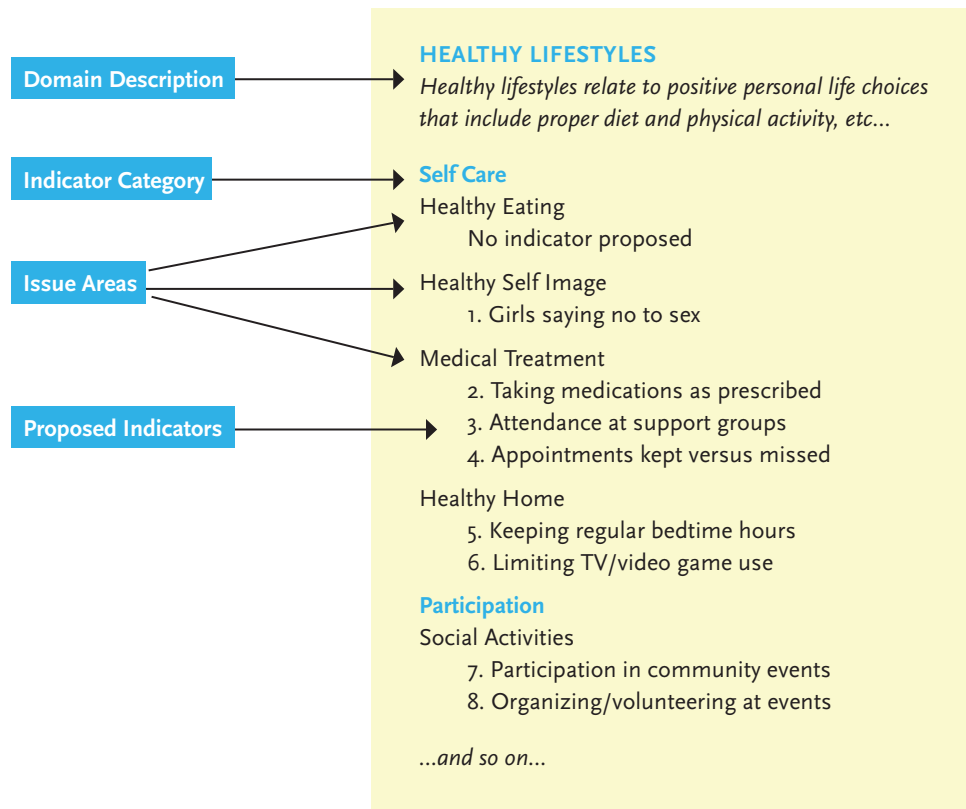 Domain Description
Indicator Category
Issue Areas
Proposed Indicators
HEALTHY LIFESTYLES
Healthy lifestyles relate to positive personal life choices
that include proper diet and physical activity, etc...
Self Care
Healthy Eating
No indicator proposed
Healthy Self Image
1. Girls saying no to sex
Medical Treatment
2. Taking medications as prescribed
3. Attendance at support groups
4. Appointments kept versus missed
Healthy Home
5. Keeping regular bedtime hours
6. Limiting TV/video game use
Participation
Social Activities
7. Participation in community events
8. Organizing/volunteering at events
...and so on...